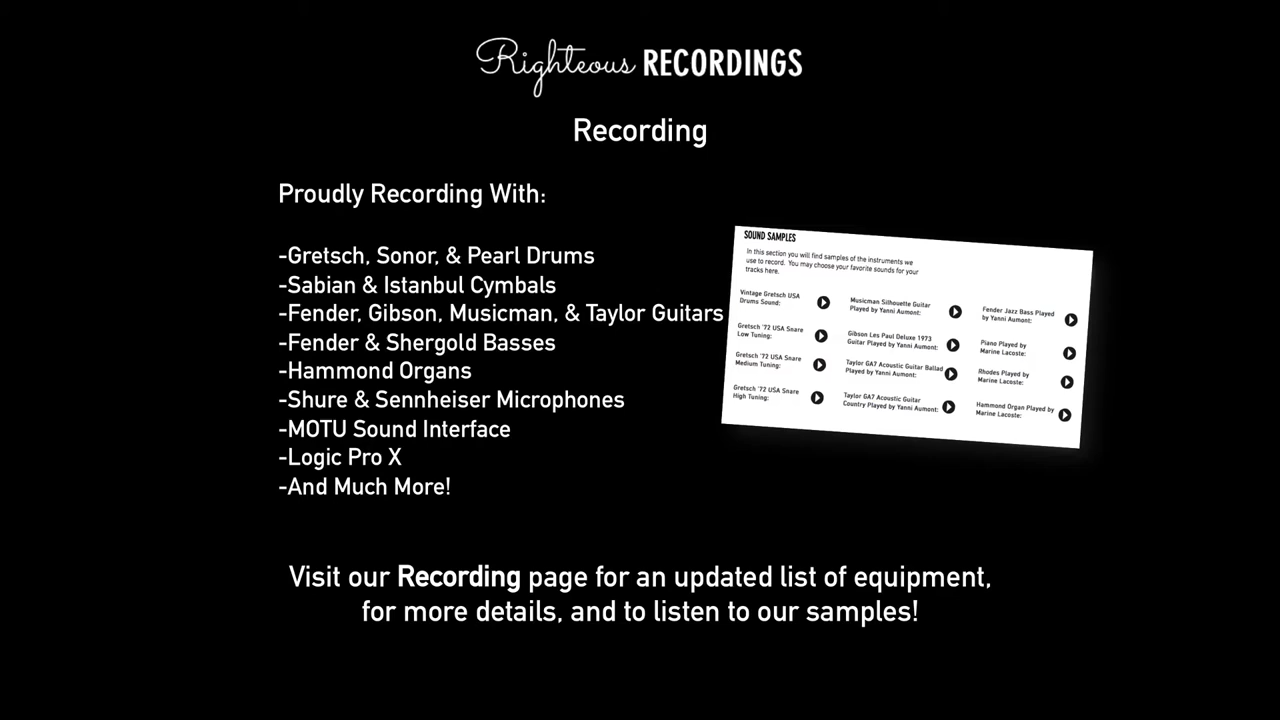 Righteous RECORDINGS
Recording
Proudly Recording With:
-Gretsch, Sonor, & Pearl Drums
-Sabian & Istanbul Cymbals
-Fender, Gibson, Musicman, & Taylor Guitars
-Fender & Shergold Basses
-Hammond Organs
-Shure & Sennheiser Microphones
-MOTU Sound Interface
-Logic Pro X
-And Much More!
SOUND SAMPLES
In this section you will find samples of the instruments we
use to record. You may choose your favorite sounds for your
tracks here.
Vintage Gretsch USA
Drums Sound:
Gretsch '72 USA Snare
Low Tuning:
Gretsch '72 USA Snare
Medium Tuning:
Gretsch '72 USA Snare
High Tuning:
Musicman Silhouette Guitar
Played by Yanni Aumont:
Gibson Les Paul Deluxe 1973
Guitar Played by Yanni Aumont:
Taylor GA7 Acoustic Guitar Ballad
Played by Yanni Aumont:
Taylor GA7 Acoustic Guitar
Country Played by Yanni Aumont:
Fender Jazz Bass Played
by Yanni Aumont:
Piano Played by
Marine Lacoste:
Rhodes Played by
Marine Lacoste:
Hammond Organ Played by
Marine Lacoste:
Visit our Recording page for an updated list of equipment,
for more details, and to listen to our samples!